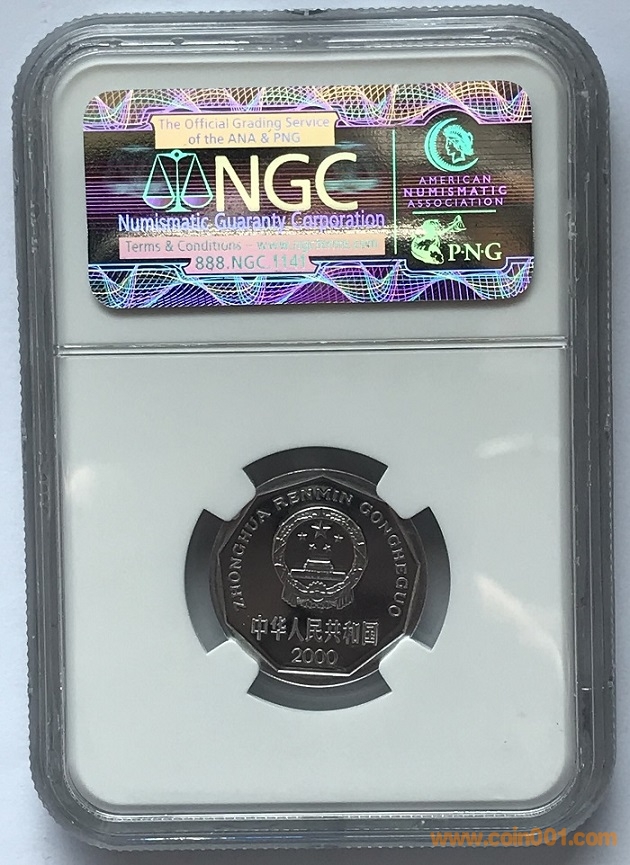 The Official Grading Service
of the ANA & PNG
NGC
Numismatic Guaranty Corporation
Terms & Conditions – www.ngccoin.com
888.NGC.1141
AMERICAN
NUMISMATIC
ASSOCIATION
PNG
ZHONGHUA RENMIN GONGHEGUO
中华人民共和国
2000
www.coin001.com